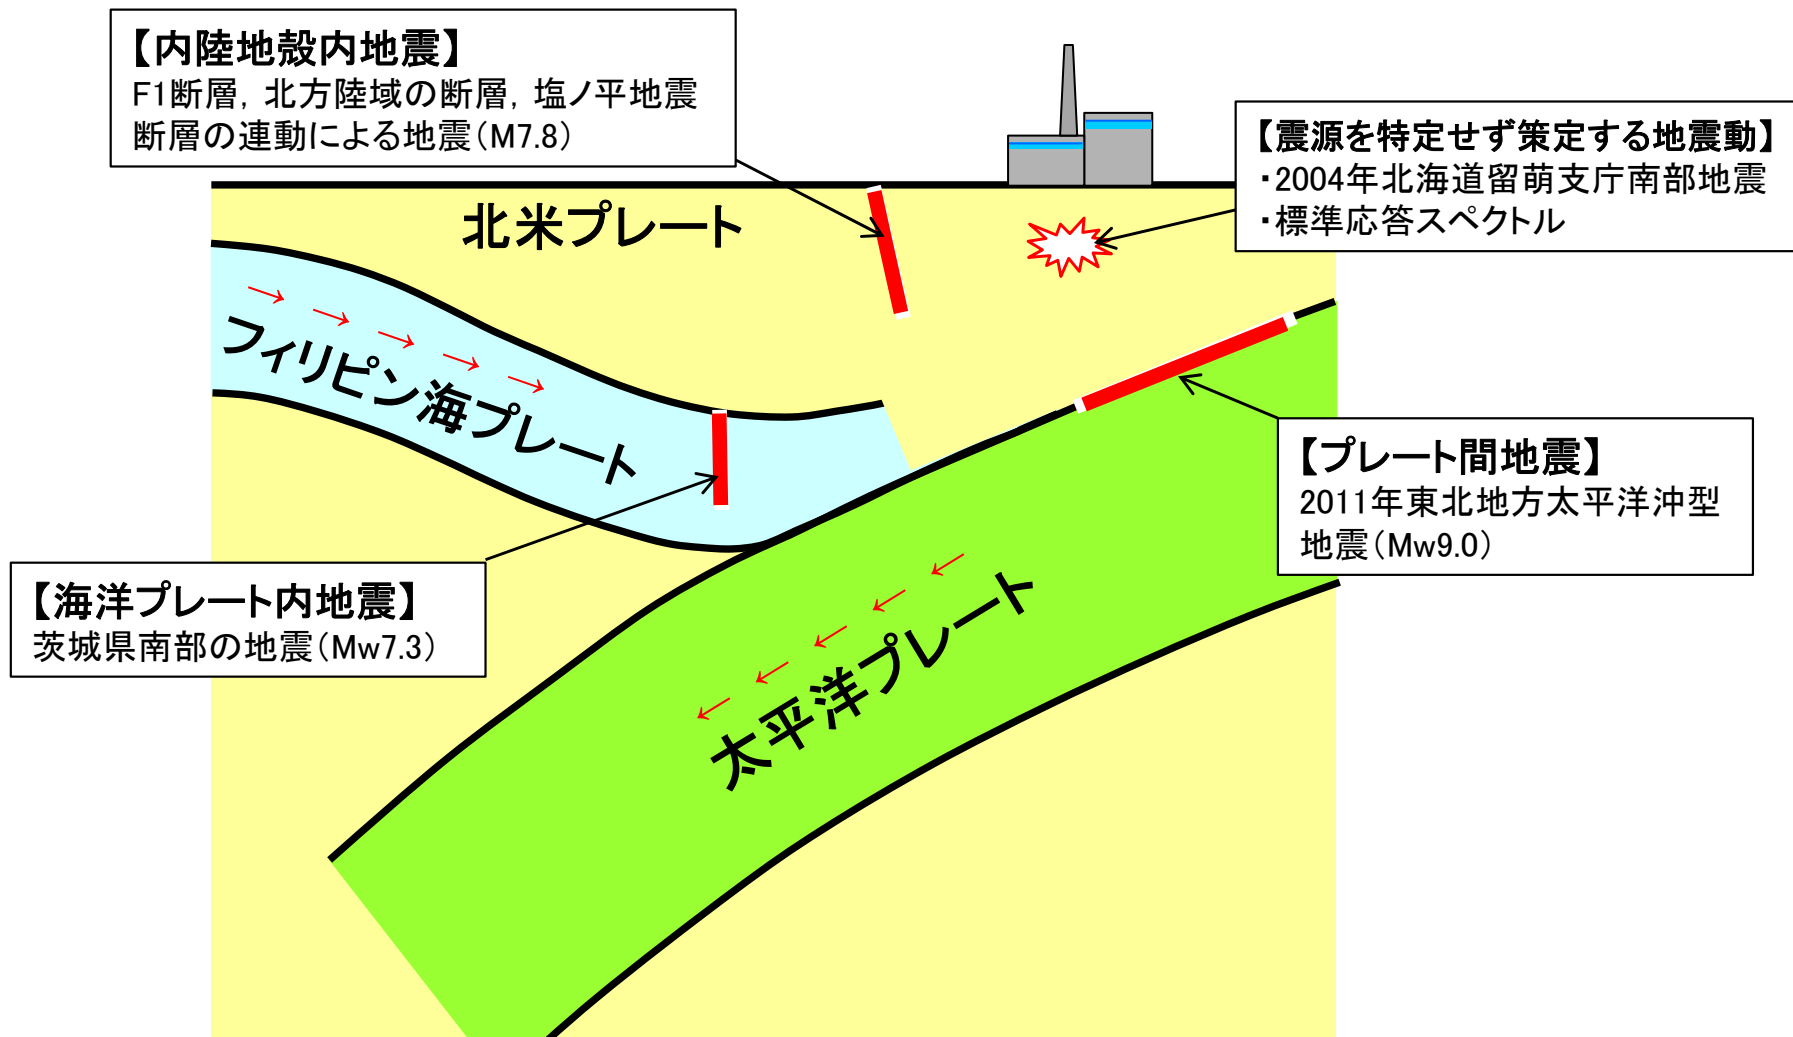 【内陸地殻内地震】
F1断層，北方陸域の断層，塩ノ平地震
断層の連動による地震（M7.8）
【震源を特定せず策定する地震動】
・2004年北海道留萌支庁南部地震
・標準応答スペクトル
北米プレート
フィリピン海プレート
【プレート間地震】
2011年東北地方太平洋沖型
地震（Mw9.0）
【海洋プレート内地震】
茨城県南部の地震（Mw7.3）
太平洋プレート